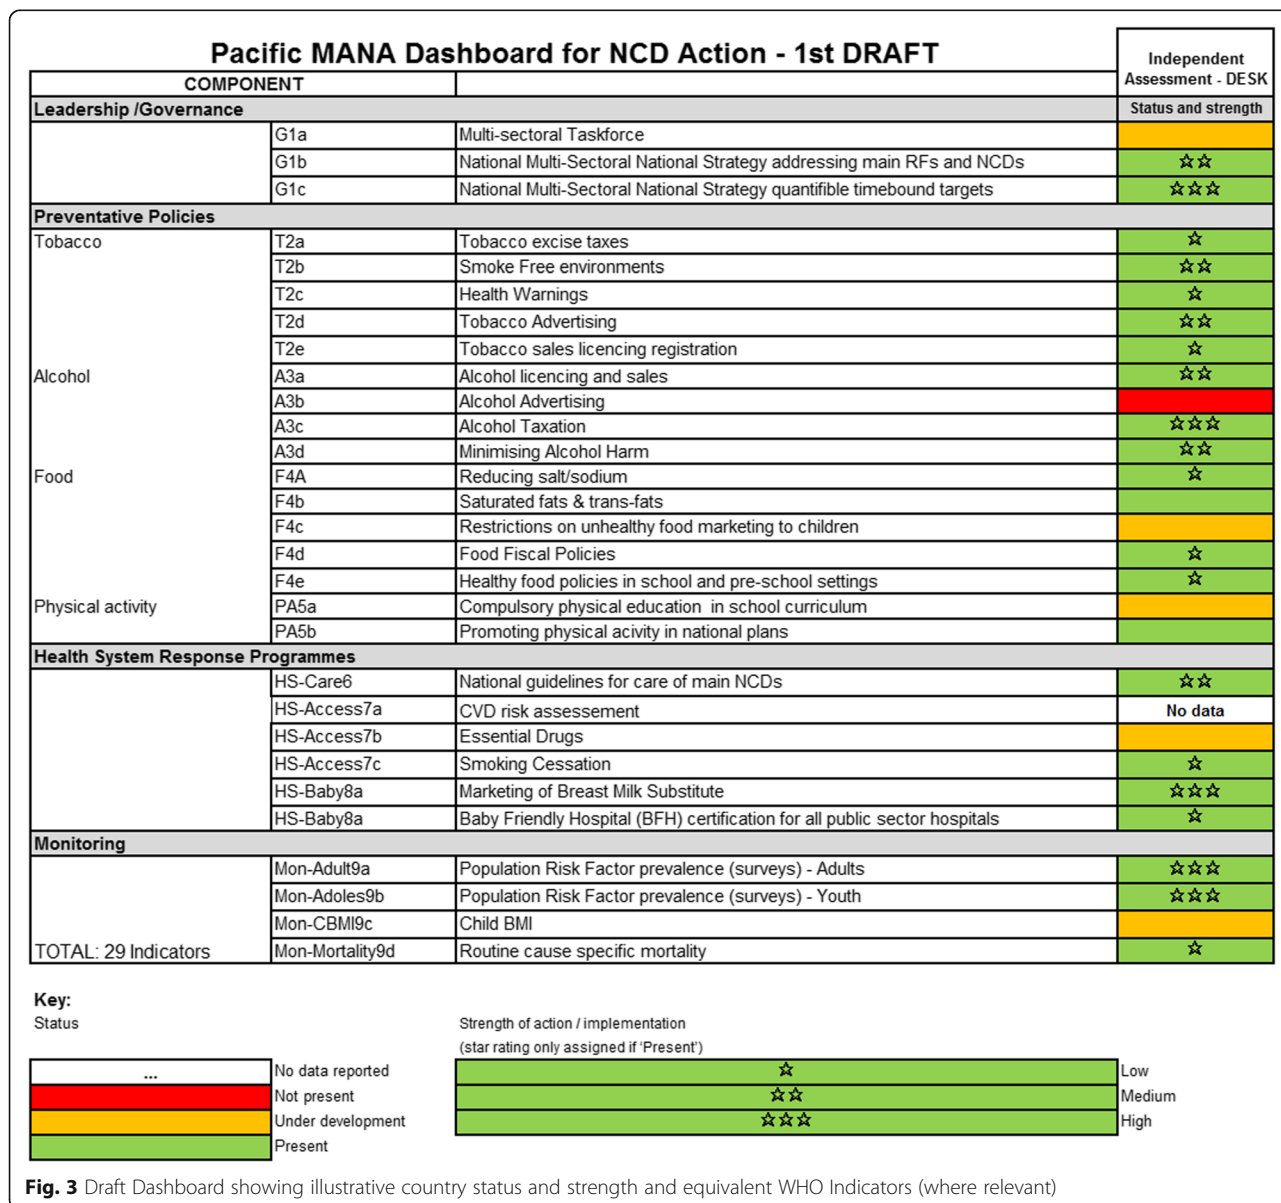 Pacific MANA Dashboard for NCD Action - 1st DRAFT
Independent
Assessment - DESK
COMPONENT
Leadership /Governance Status and strength
G1a Multi-sectoral Taskforce
G1b National Multi-Sectoral National Strategy addressing main RFs and NCDs ☆☆
G1c National Multi-Sectoral National Strategy quantifible timebound targets ☆☆☆
Preventative Policies
Tobacco T2a Tobacco excise taxes ☆
T2b Smoke Free environments ☆☆
T2c Health Warnings ☆
T2d Tobacco Advertising ☆☆
T2e Tobacco sales licencing registration ☆
Alcohol A3a Alcohol licencing and sales ☆☆
A3b Alcohol Advertising
A3c Alcohol Taxation ☆☆☆
A3d Minimising Alcohol Harm ☆☆
Food F4A Reducing salt/sodium ☆
F4b Saturated fats & trans-fats
F4c Restrictions on unhealthy food marketing to children
F4d Food Fiscal Policies ☆
F4e Healthy food policies in school and pre-school settings ☆
Physical activity PA5a Compulsory physical education in school curriculum
PA5b Promoting physical acivity in national plans
Health System Response Programmes
HS-Care6 National guidelines for care of main NCDs ☆☆
HS-Access7a CVD risk assessement No data
HS-Access7b Essential Drugs
HS-Access7c Smoking Cessation ☆
HS-Baby8a Marketing of Breast Milk Substitute ☆☆☆
HS-Baby8a Baby Friendly Hospital (BFH) certification for all public sector hospitals ☆
Monitoring
Mon-Adult9a Population Risk Factor prevalence (surveys) - Adults ☆☆☆
Mon-Adoles9b Population Risk Factor prevalence (surveys) - Youth ☆☆☆
Mon-CBMI9c Child BMI
TOTAL: 29 Indicators Mon-Mortality9d Routine cause specific mortality ☆
Key:
Status Strength of action / implementation
(star rating only assigned if 'Present')
... No data reported ☆ Low
Not present ☆☆ Medium
Under development ☆☆☆ High
Present
Fig. 3 Draft Dashboard showing illustrative country status and strength and equivalent WHO Indicators (where relevant)